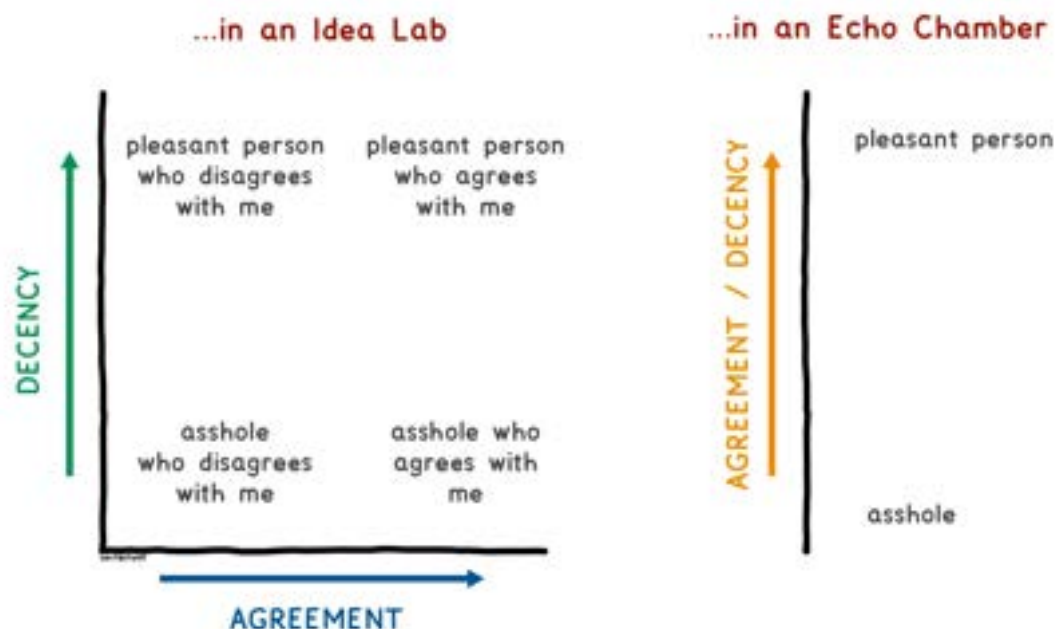 ...in an Idea Lab
...in an Echo Chamber
DECENCY
pleasant person
who disagrees
with me
pleasant person
who agrees
with me
asshole
who disagrees
with me
asshole who
agrees with
me
AGREEMENT
AGREEMENT / DECENCY
pleasant person
asshole